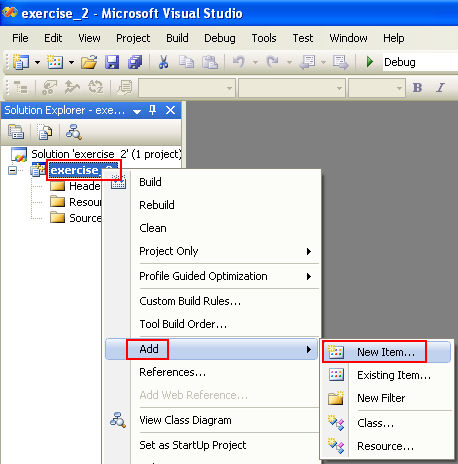 exercise_2 - Microsoft Visual Studio
File Edit View Project Build Debug Tools Test Window Help
Debug
B I
Solution Explorer - exe...
Solution 'exercise_2' (1 project)
exercise_2
Build
Heade
Rebuild
Resou
Clean
Source
Project Only
Profile Guided Optimization
Custom Build Rules...
Tool Build Order...
Add
New Item...
References...
Existing Item...
Add Web Reference...
New Filter
View Class Diagram
Class...
Set as StartUp Project
Resource...